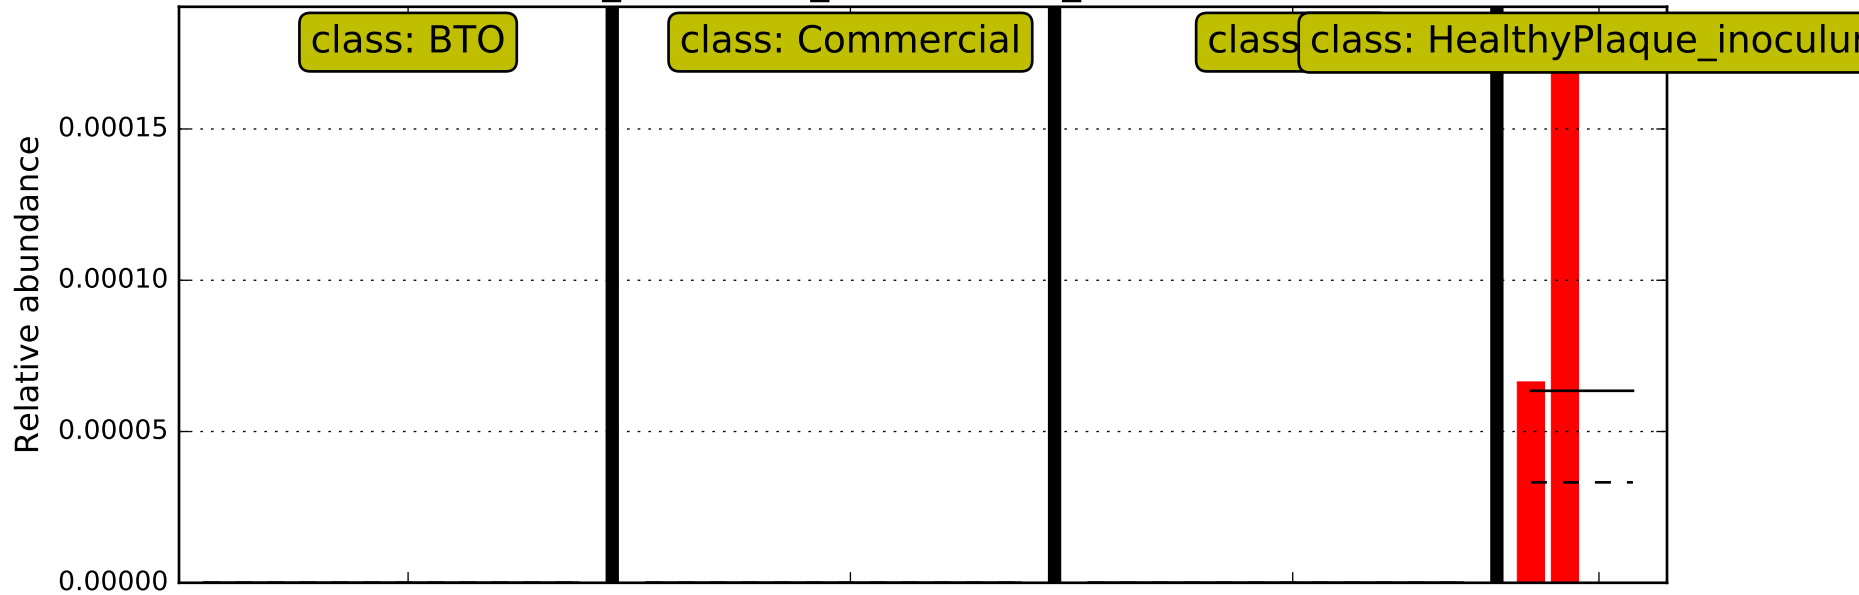 class: BTO
class: Commercial
class
class: HealthyPlaque_inoculu
0.00015
0.00010
0.00005
0.00000
Relative abundance